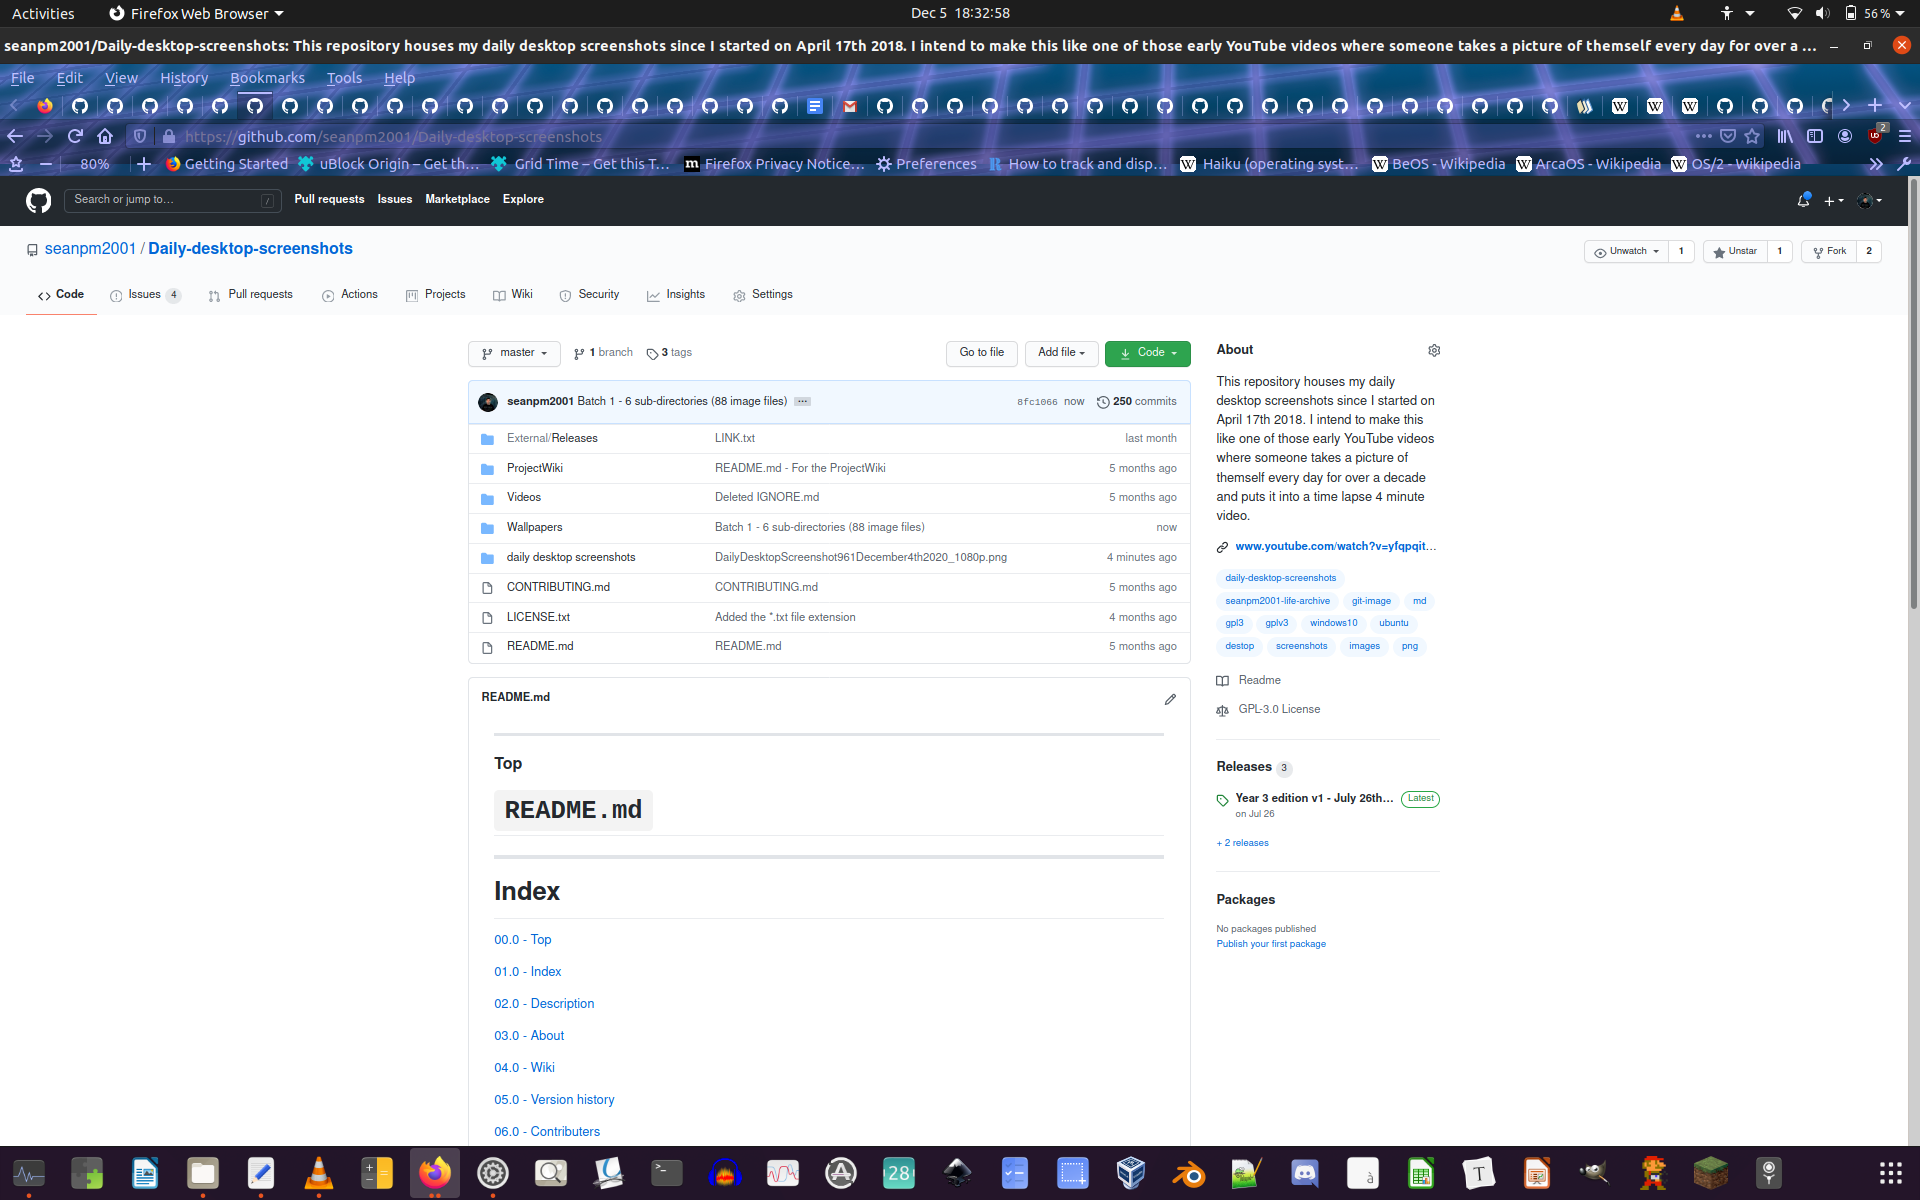 Activities Firefox Web Browser Dec 5 18:32:58 56 %
seanpm2001/Daily-desktop-screenshots: This repository houses my daily desktop screenshots since I started on April 17th 2018. I intend to make this like one of those early YouTube videos where someone takes a picture of themself every day for over a ...
File Edit View History Bookmarks Tools Help
https://github.com/seanpm2001/Daily-desktop-screenshots 2
80% Getting Started uBlock Origin – Get th… Grid Time – Get this T… Firefox Privacy Notice… Preferences How to track and disp… Haiku (operating syst… BeOS - Wikipedia ArcaOS - Wikipedia OS/2 - Wikipedia
Search or jump to… / Pull requests Issues Marketplace Explore
seanpm2001 / Daily-desktop-screenshots Unwatch 1 Unstar 1 Fork 2
Code Issues 4 Pull requests Actions Projects Wiki Security Insights Settings
master 1 branch 3 tags Go to file Add file Code
seanpm2001 Batch 1 - 6 sub-directories (88 image files) ... 8fc1066 now 250 commits
External/Releases LINK.txt last month
ProjectWiki README.md - For the ProjectWiki 5 months ago
Videos Deleted IGNORE.md 5 months ago
Wallpapers Batch 1 - 6 sub-directories (88 image files) now
daily desktop screenshots DailyDesktopScreenshot961December4th2020_1080p.png 4 minutes ago
CONTRIBUTING.md CONTRIBUTING.md 5 months ago
LICENSE.txt Added the *.txt file extension 4 months ago
README.md README.md 5 months ago
README.md
Top
README.md
Index
00.0 - Top
01.0 - Index
02.0 - Description
03.0 - About
04.0 - Wiki
05.0 - Version history
06.0 - Contributers
About
This repository houses my daily
desktop screenshots since I started on
April 17th 2018. I intend to make this
like one of those early YouTube videos
where someone takes a picture of
themself every day for over a decade
and puts it into a time lapse 4 minute
video.
www.youtube.com/watch?v=yfqpqit...
daily-desktop-screenshots
seanpm2001-life-archive git-image md
gpl3 gplv3 windows10 ubuntu
destop screenshots images png
Readme
GPL-3.0 License
Releases 3
Year 3 edition v1 - July 26th... Latest
on Jul 26
+ 2 releases
Packages
No packages published
Publish your first package
28